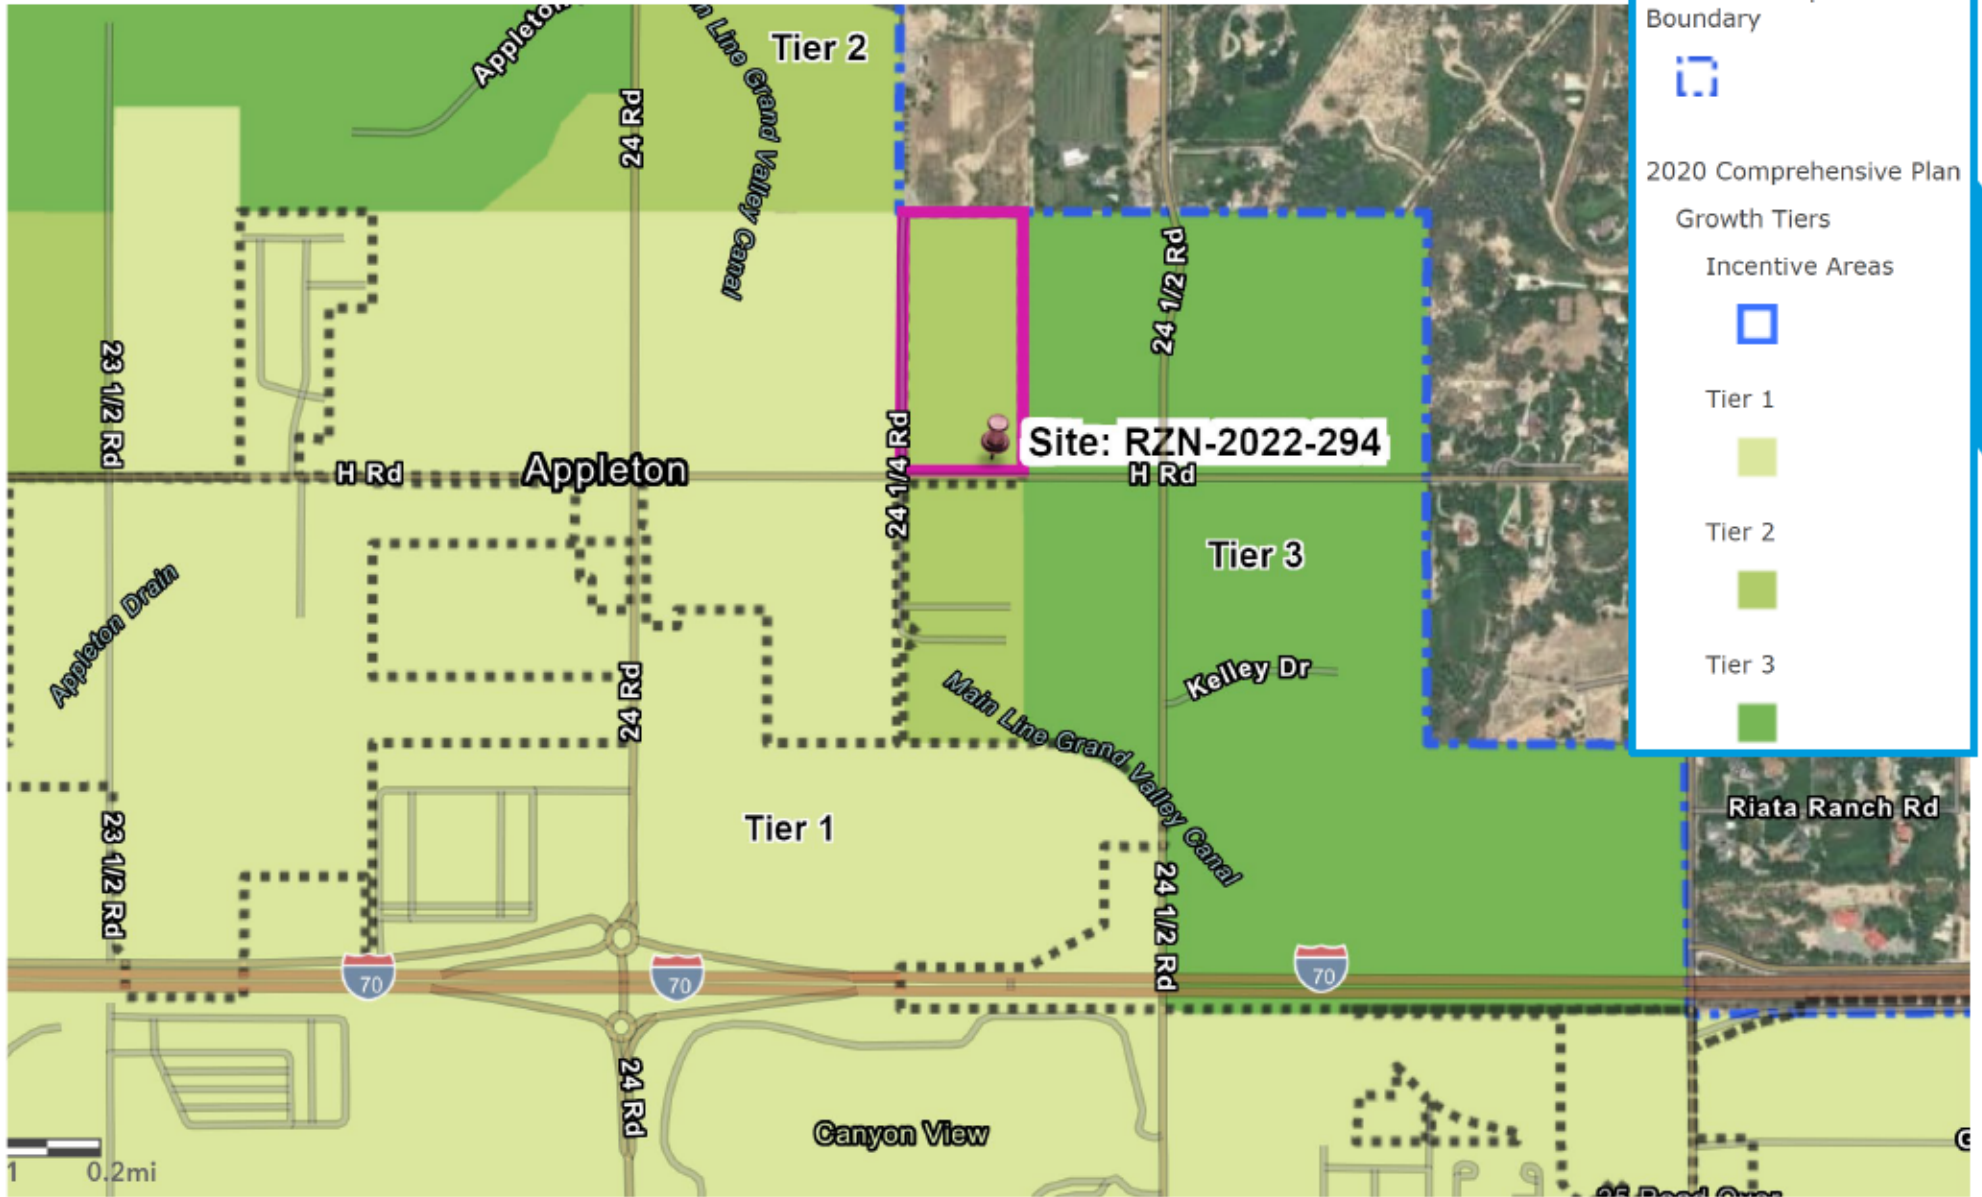 Appleton
n Line Grand Valley Canal
Tier 2
24 Rd
23 1/2 Rd
24 1/2 Rd
24 1/4 Rd
Site: RZN-2022-294
H Rd
Appleton
H Rd
Tier 3
Appleton Drain
24 Rd
Kelley Dr
Main Line Grand Valley Canal
Tier 1
23 1/2 Rd
24 1/2 Rd
70
70
70
24 Rd
Canyon View
1
0.2mi
Riata Ranch Rd
Boundary
2020 Comprehensive Plan
Growth Tiers
Incentive Areas
Tier 1
Tier 2
Tier 3